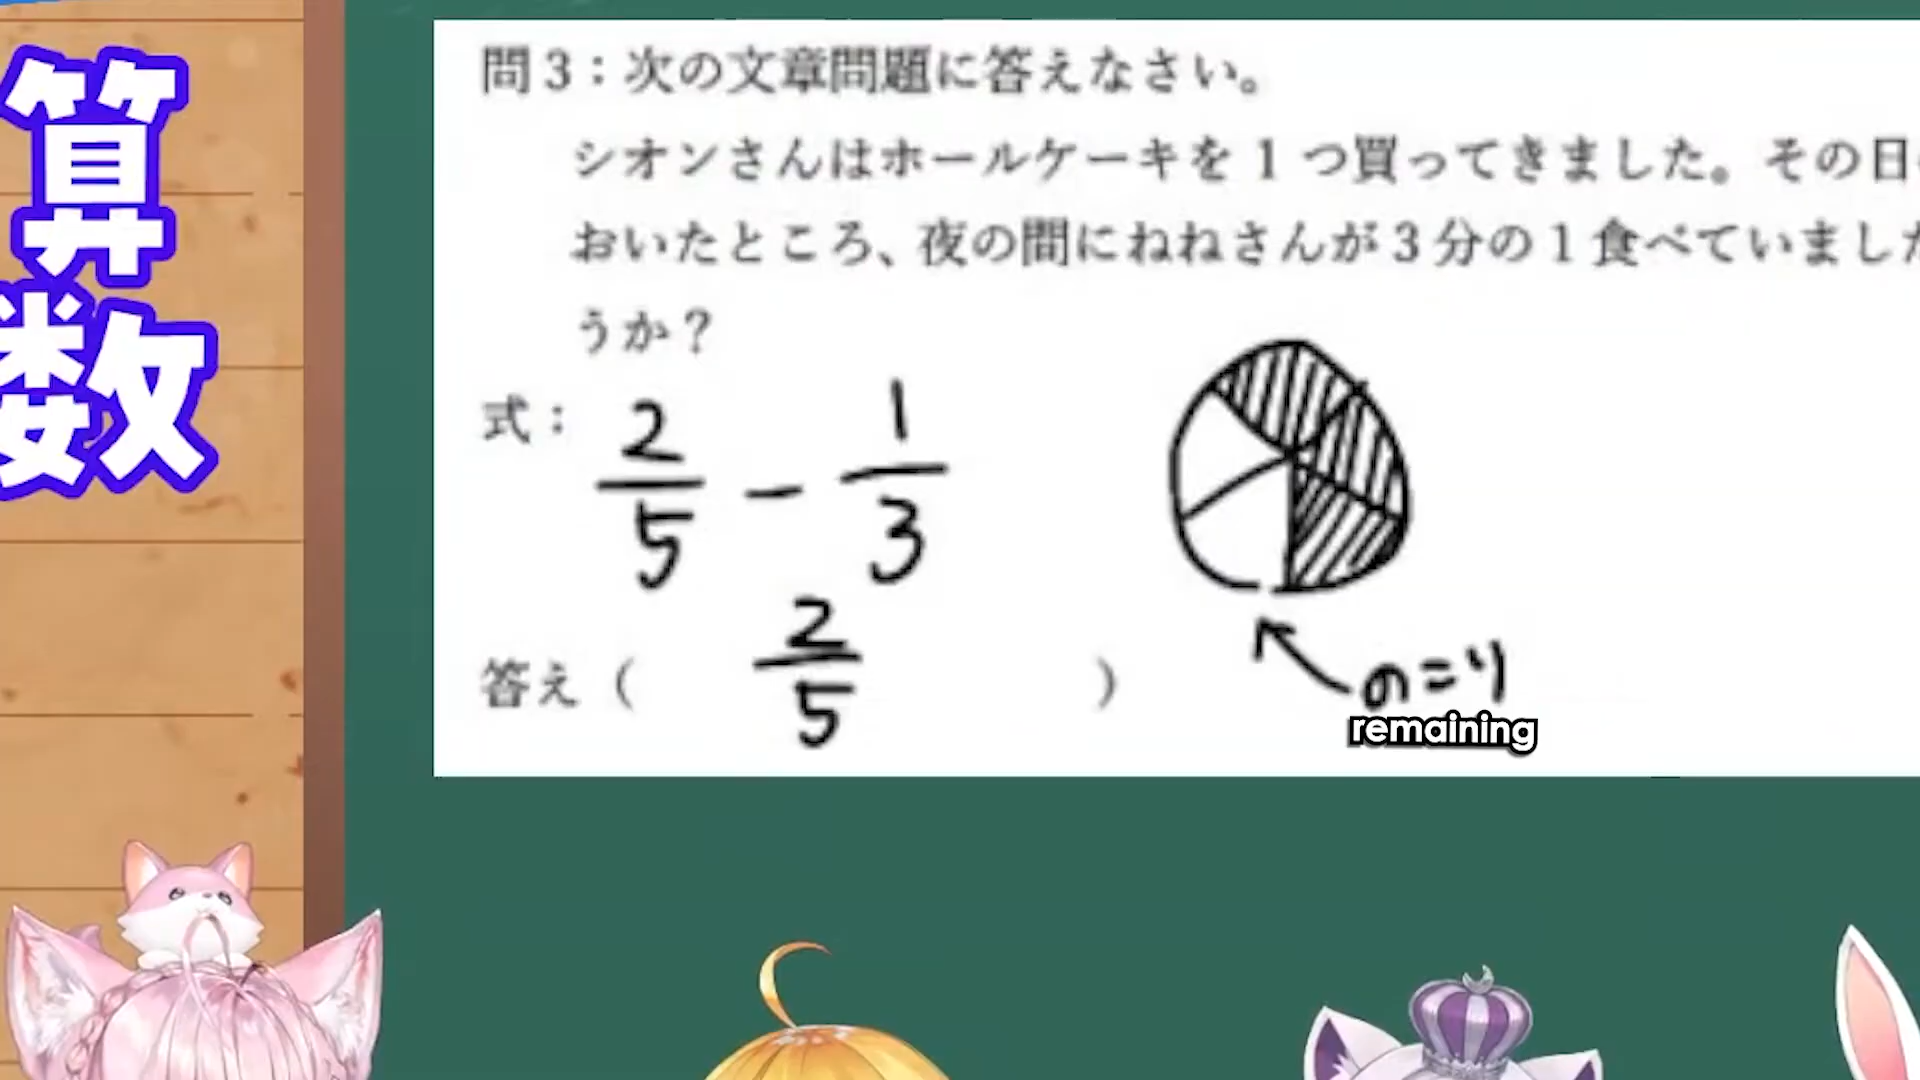 算数
問3：次の文章問題に答えなさい。
シオンさんはホールケーキを1つ買ってきました。その日
おいたところ、夜の間にねねさんが3分の1食べていました
うか？
式： 2/5 - 1/3
答え（ 2/5 ）
のこり
remaining